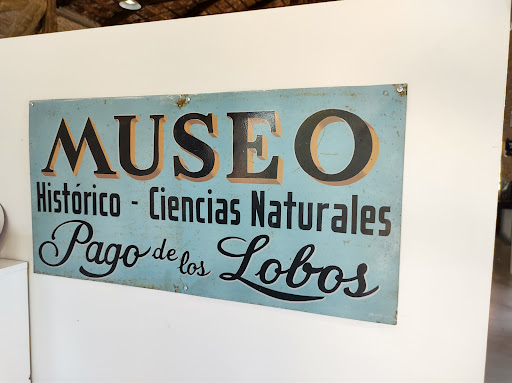 MUSEO
Histórico - Ciencias Naturales
Pago de los Lobos